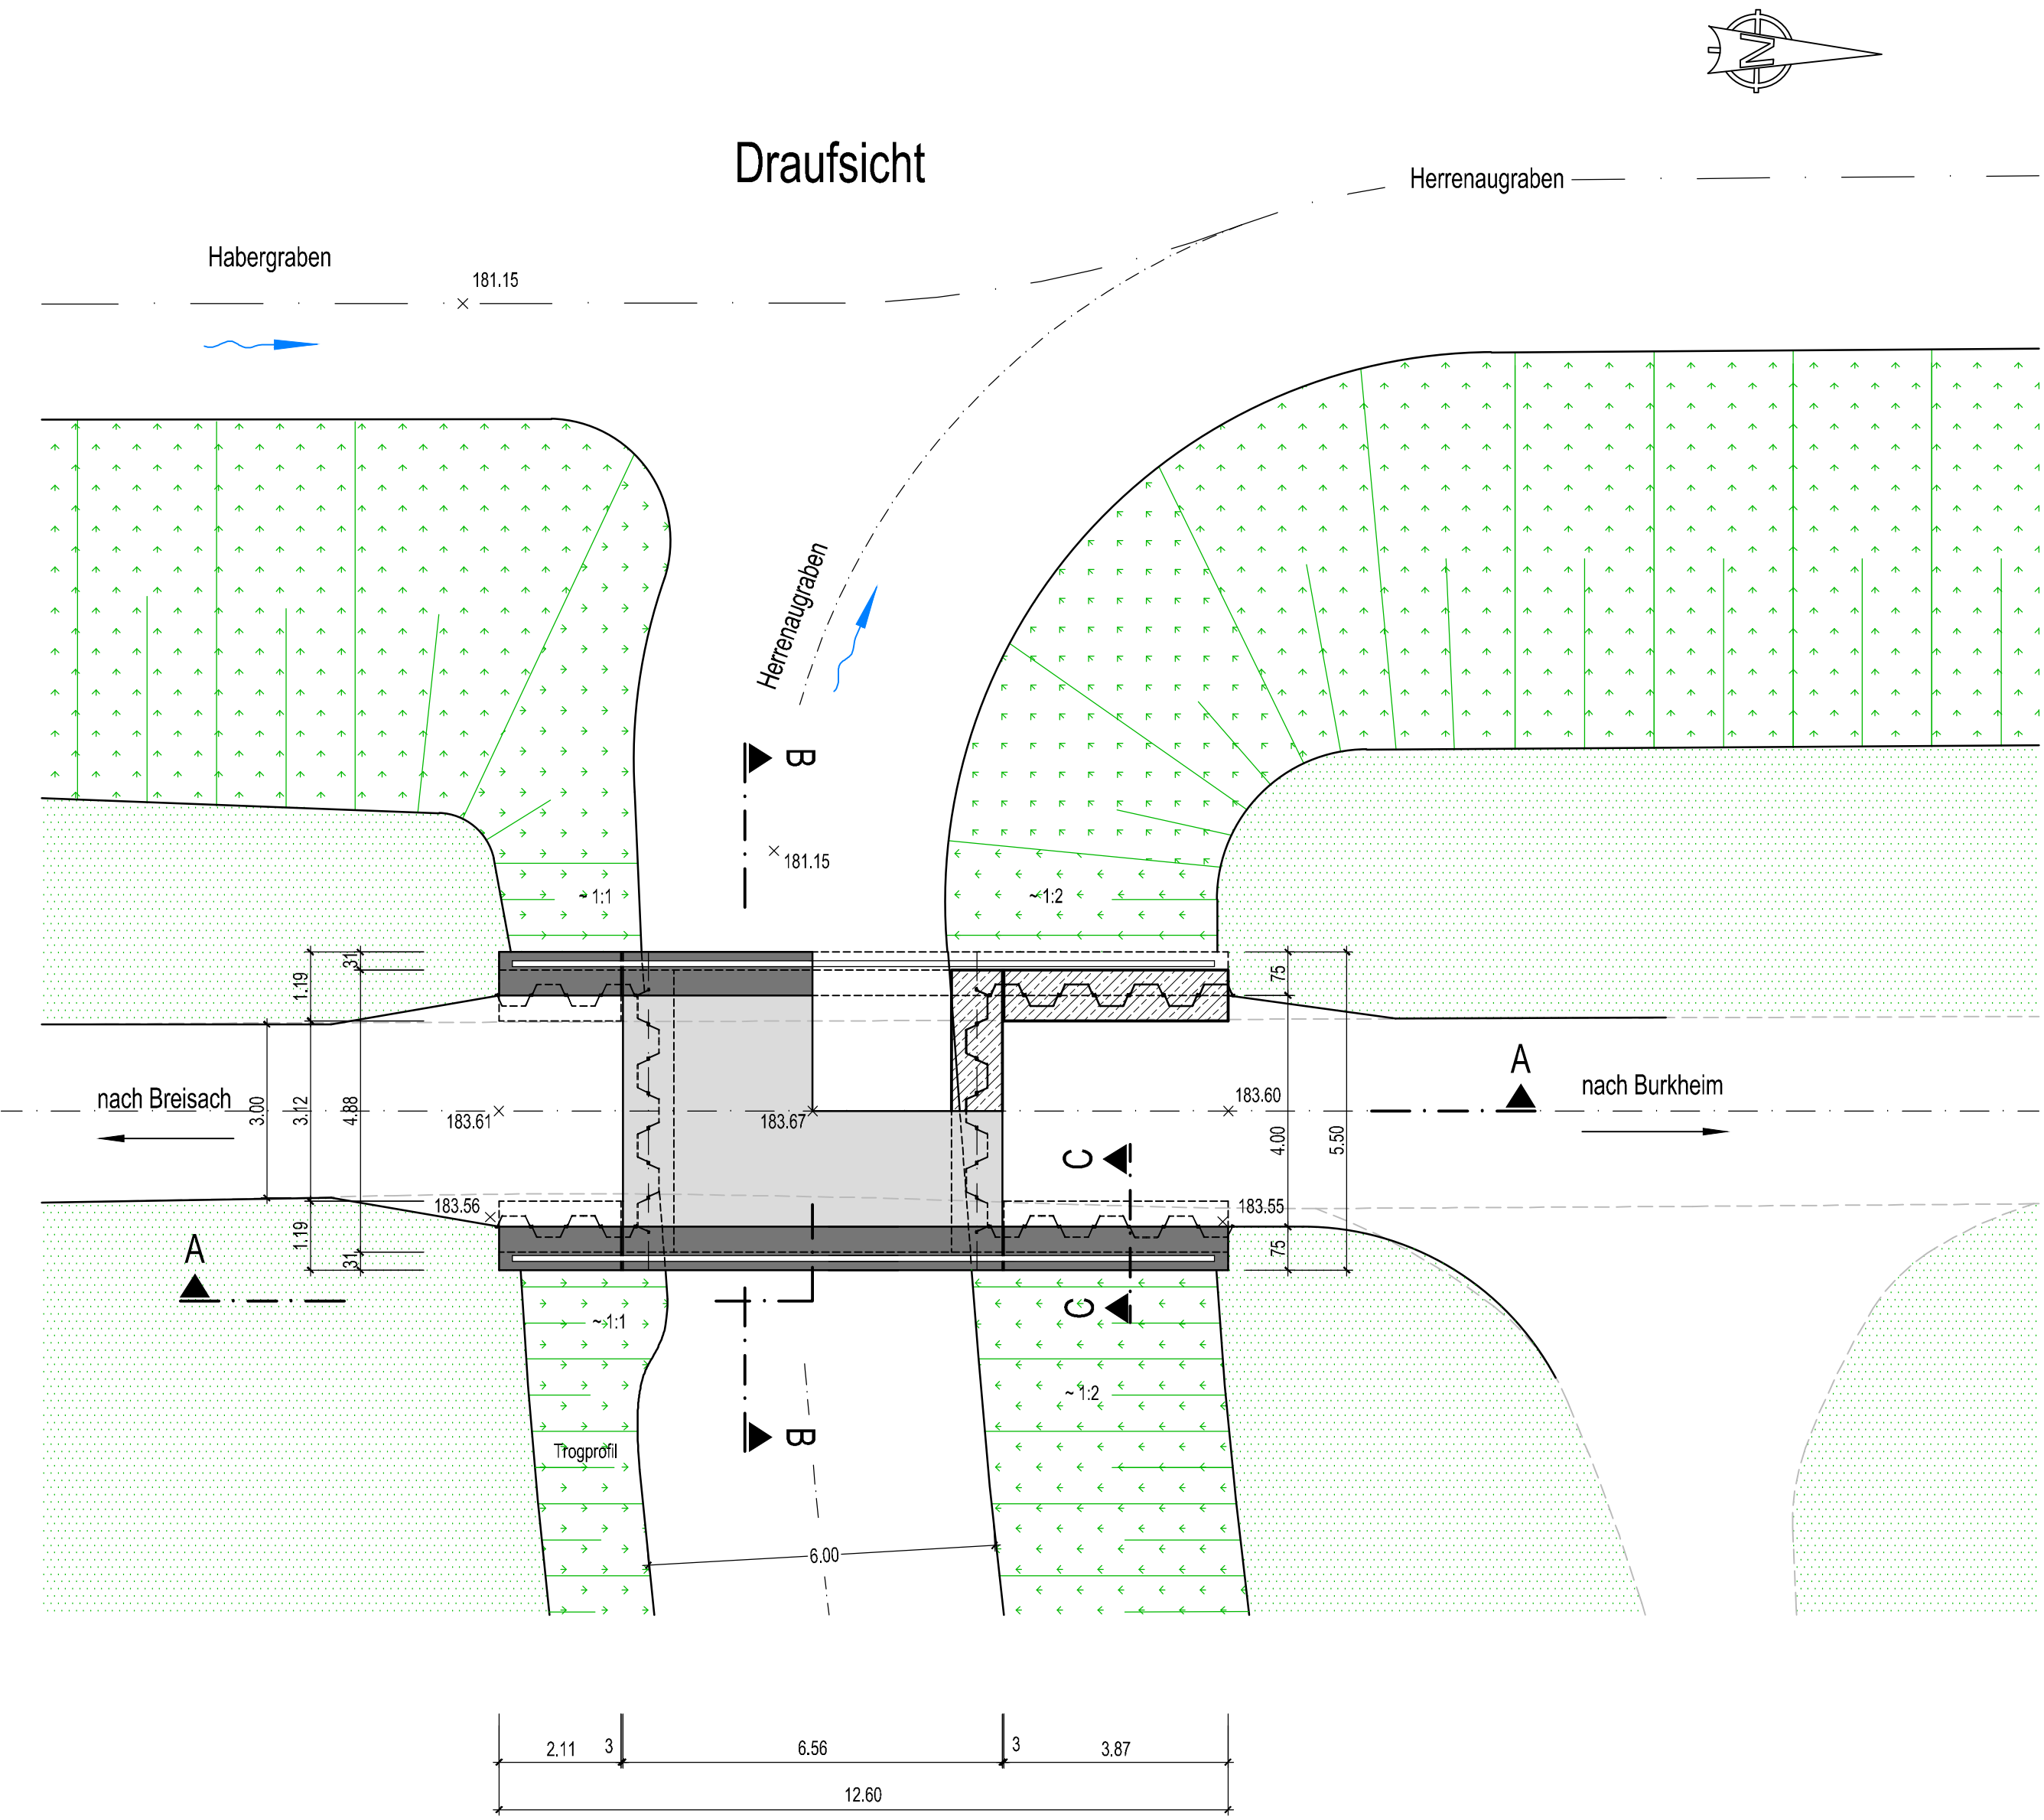 N
Draufsicht
Herrenaugraben
Habergraben
181.15
Herrenaugraben
B
181.15
~ 1:1
~ 1:2
31
1.19
75
A
nach Breisach
nach Burkheim
3.00
3.12
4.88
183.61
183.67
183.60
4.00
5.50
C
183.56
183.55
1.19
31
75
A
C
~ 1:1
~ 1:2
B
Trogprofil
6.00
2.11
3
6.56
3
3.87
12.60